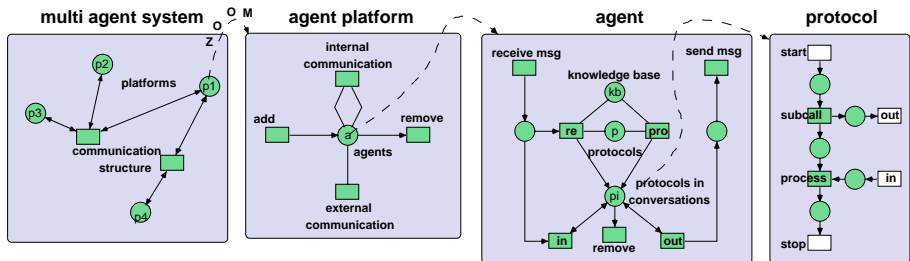 multi agent system
Z
O
O
M
agent platform
agent
protocol
p2
platforms
p1
p3
communication
structure
p4
internal
communication
add
a
remove
agents
external
communication
receive msg
send msg
knowledge base
kb
re
p
pro
protocols
pi
protocols in
conversations
in
remove
out
start
subcall
out
process
in
stop